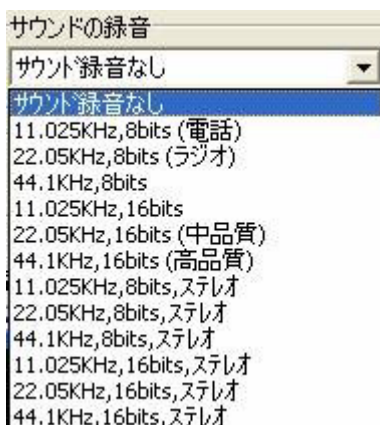 サウンドの録音
サウンド録音なし
サウンド録音なし
11.025KHz,8bits (電話)
22.05KHz,8bits (ラジオ)
44.1KHz,8bits
11.025KHz,16bits
22.05KHz,16bits (中品質)
44.1KHz,16bits (高品質)
11.025KHz,8bits,ステレオ
22.05KHz,8bits,ステレオ
44.1KHz,8bits,ステレオ
11.025KHz,16bits,ステレオ
22.05KHz,16bits,ステレオ
44.1KHz,16bits,ステレオ